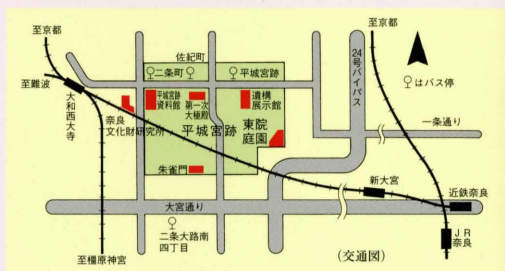 至京都
佐紀町
至京都
二条町
平城宮跡
24号バイパス
はバス停
至難波
大和西大寺
平城宮跡
資料館
第一次
大極殿
遺構
展示館
奈良
文化財研究所
平城宮跡
東院
庭園
一条通り
朱雀門
新大宮
近鉄奈良
大宮通り
二条大路南
四丁目
JR
奈良
至橿原神宮
(交通図)